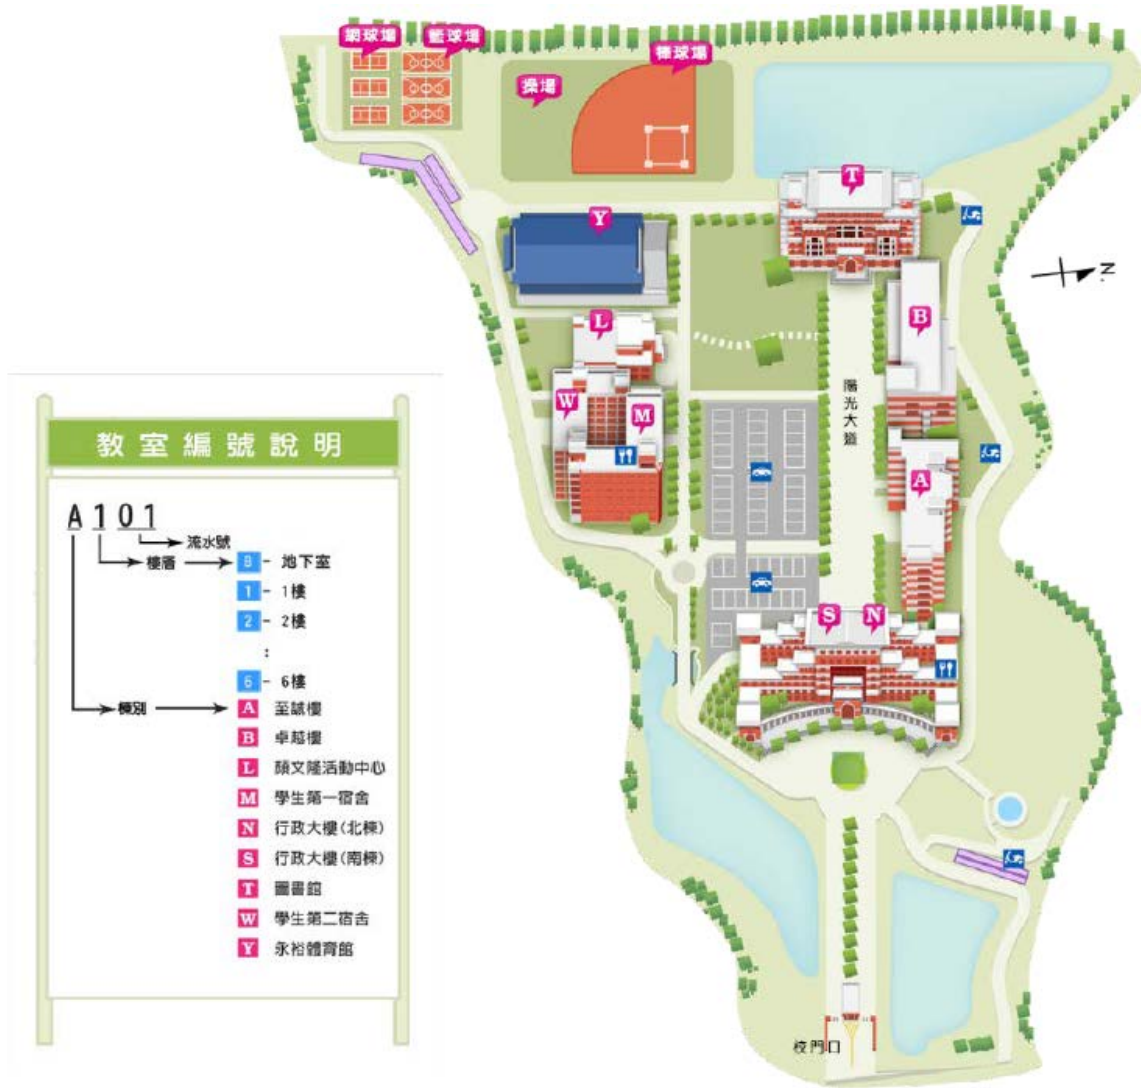 網球場
籃球場
棒球場
操場
T
Y
N
B
L
W
M
陽光大道
A
S
N
校門口
教室編號說明
A101
流水號
樓層
B - 地下室
1 - 1樓
2 - 2樓
:
6 - 6樓
棟別
A 至誠樓
B 卓越樓
L 顏文隆活動中心
M 學生第一宿舍
N 行政大樓(北棟)
S 行政大樓(南棟)
T 圖書館
W 學生第二宿舍
Y 永裕體育館